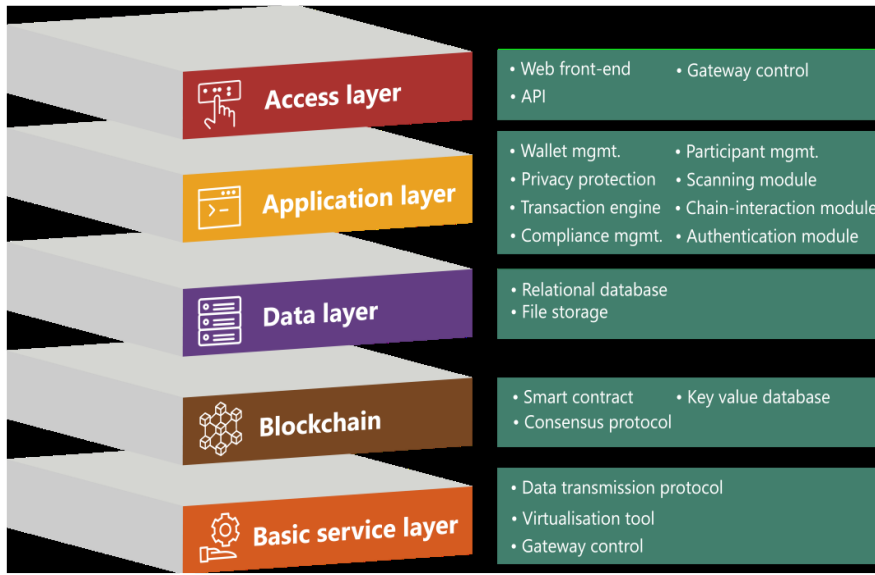 Access layer
• Web front-end
• Gateway control
• API
Application layer
• Wallet mgmt.
• Participant mgmt.
• Privacy protection
• Scanning module
• Transaction engine
• Chain-interaction module
• Compliance mgmt.
• Authentication module
Data layer
• Relational database
• File storage
Blockchain
• Smart contract
• Key value database
• Consensus protocol
Basic service layer
• Data transmission protocol
• Virtualisation tool
• Gateway control